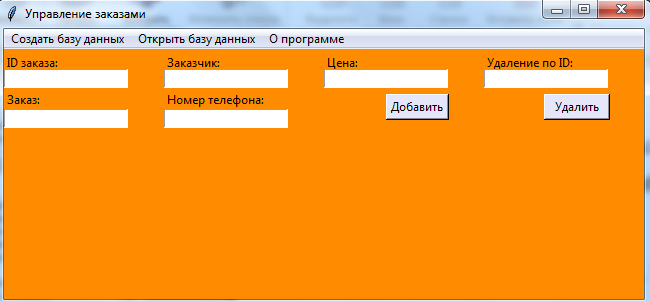 Управление заказами
Создать базу данных Открыть базу данных О программе
ID заказа: Заказчик: Цена: Удаление по ID:
Заказ: Номер телефона: Добавить Удалить